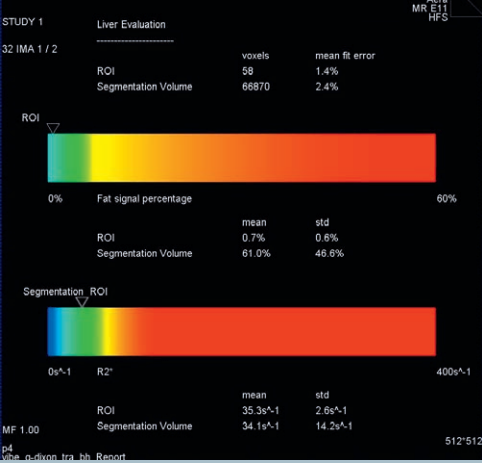 Acra
MR E11
HFS
STUDY 1
Liver Evaluation
----------------------
32 IMA 1 / 2
voxels mean fit error
ROI 58 1.4%
Segmentation Volume 66870 2.4%
ROI
0% Fat signal percentage 60%
mean std
ROI 0.7% 0.6%
Segmentation Volume 61.0% 46.6%
Segmentation ROI
0s^-1 R2* 400s^-1
mean std
ROI 35.3s^-1 2.6s^-1
Segmentation Volume 34.1s^-1 14.2s^-1
MF 1.00
512*512
p4
vibe_q-dixon_tra_bh_Report